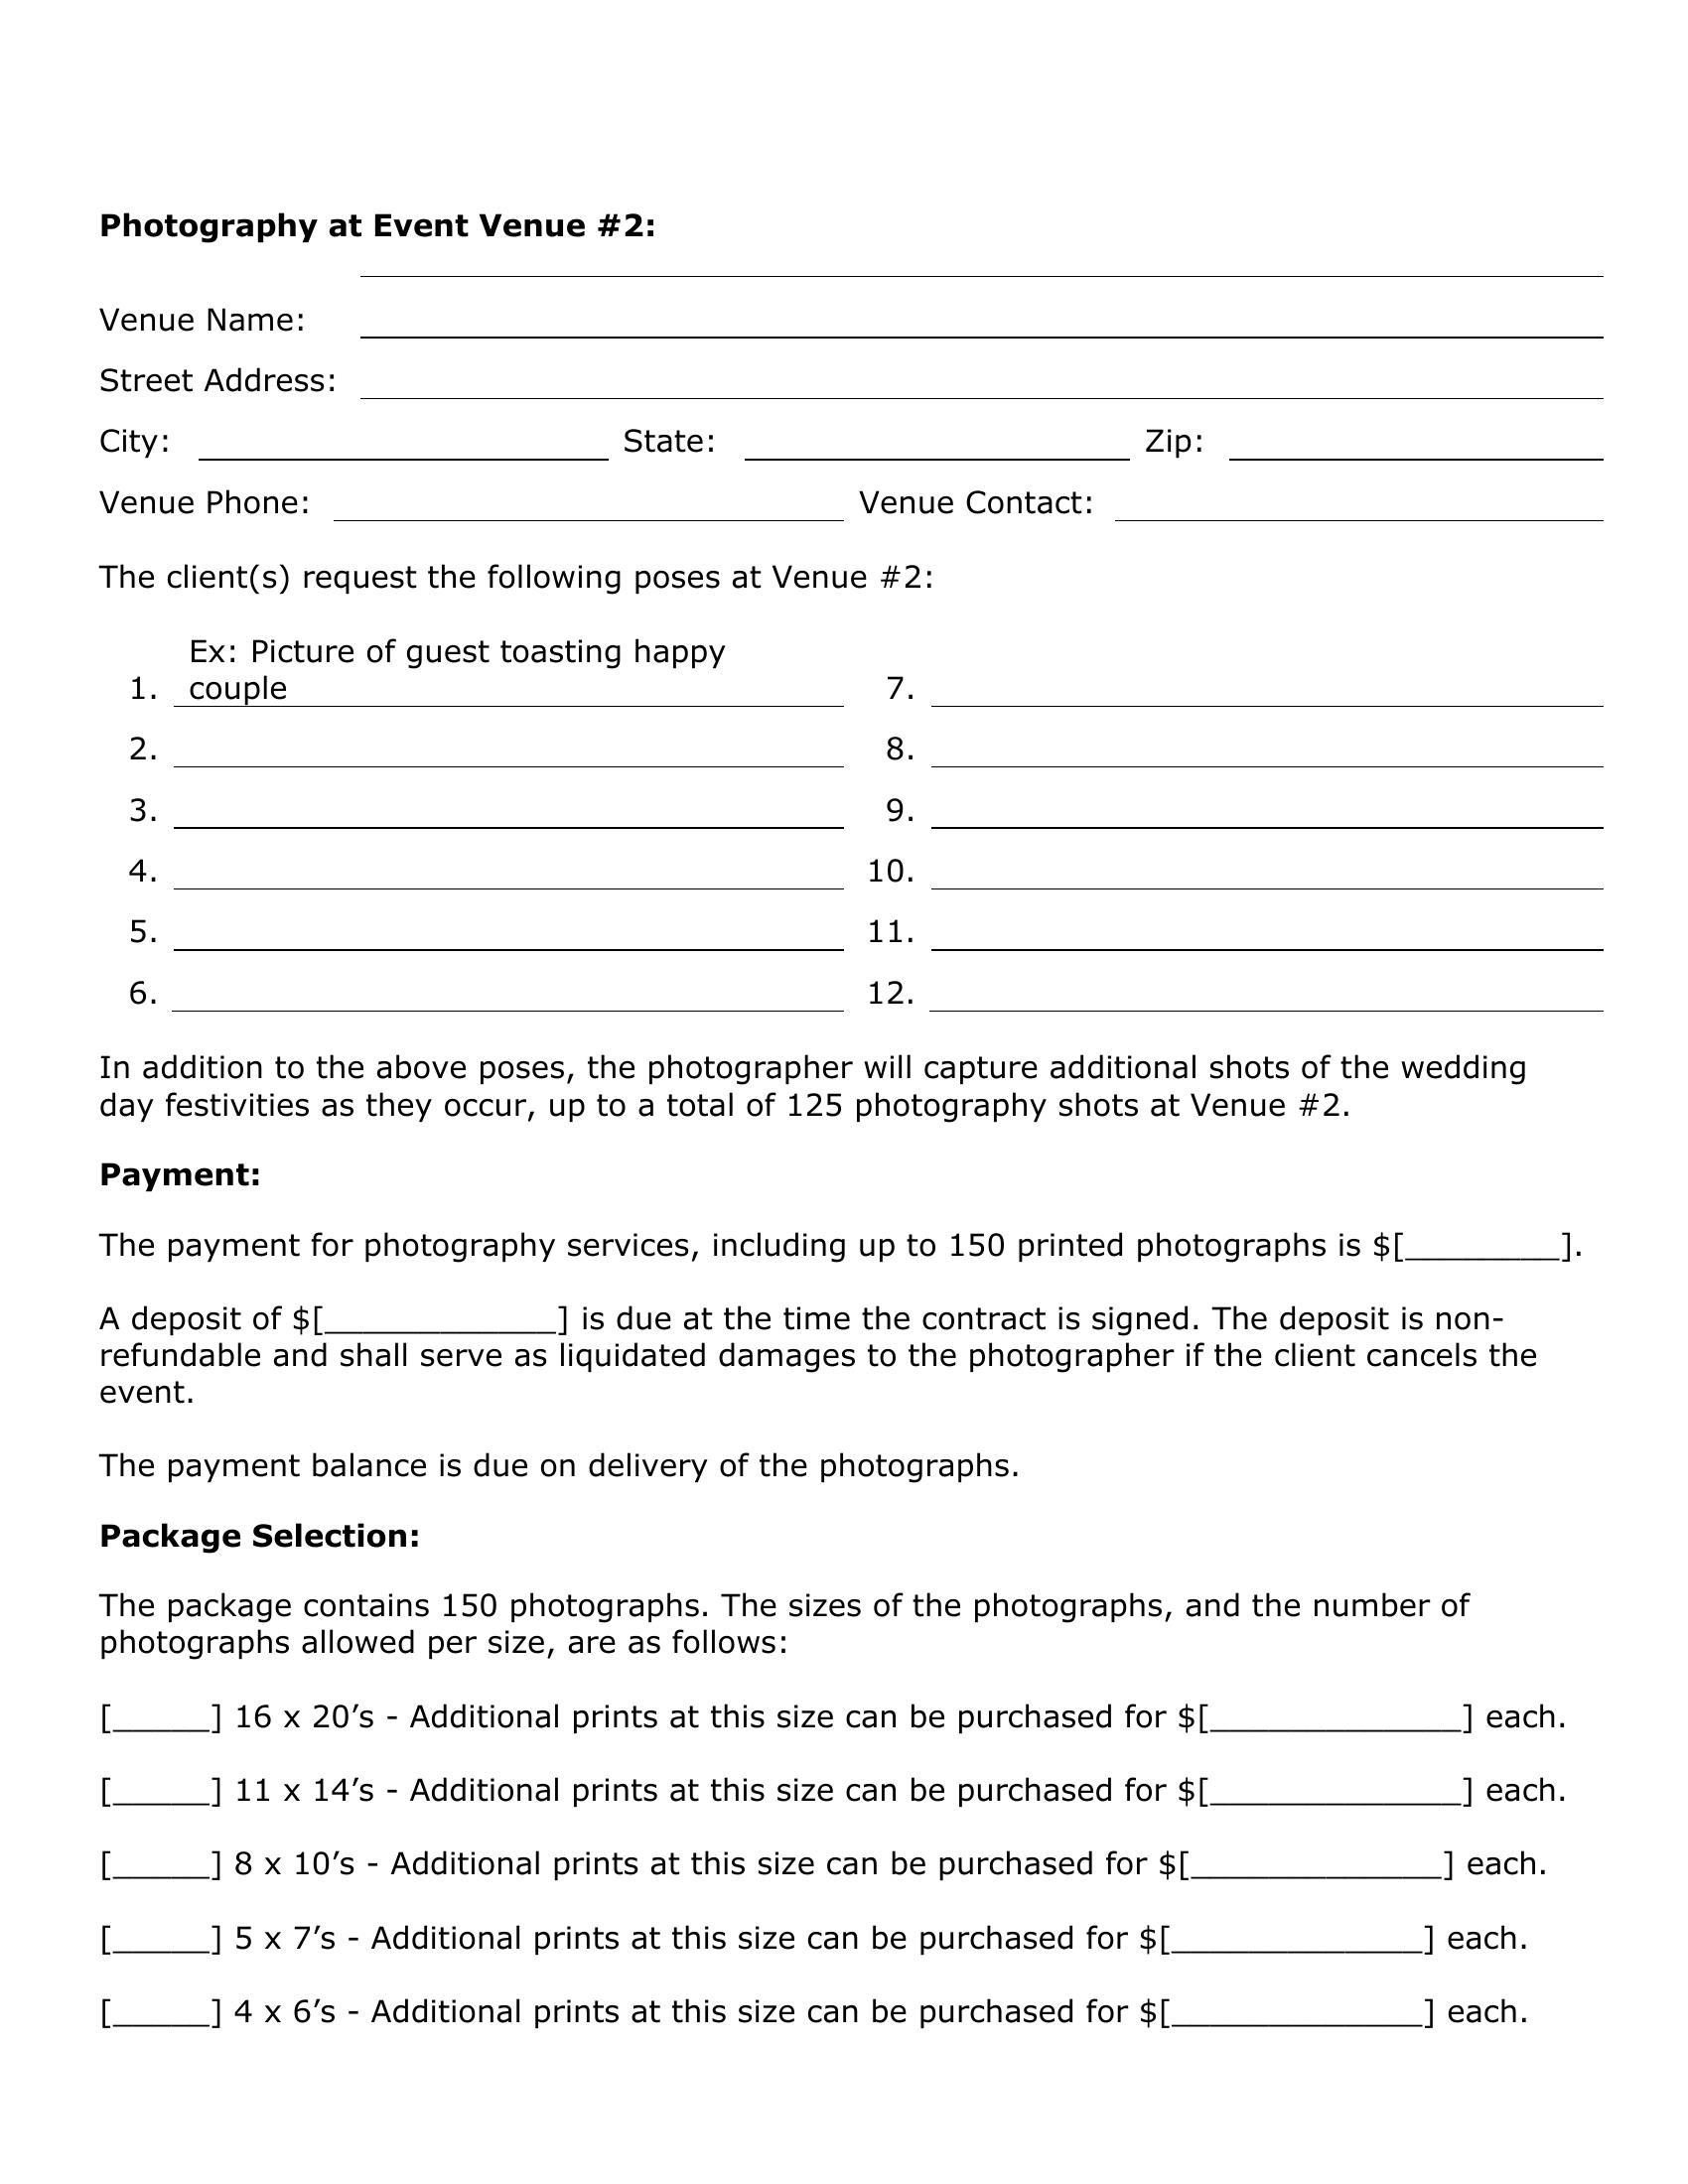 Photography at Event Venue #2:
Venue Name:
Street Address:
City: State: Zip:
Venue Phone: Venue Contact:
The client(s) request the following poses at Venue #2:
Ex: Picture of guest toasting happy
1. couple 7.
2. 8.
3. 9.
4. 10.
5. 11.
6. 12.
In addition to the above poses, the photographer will capture additional shots of the wedding
day festivities as they occur, up to a total of 125 photography shots at Venue #2.
Payment:
The payment for photography services, including up to 150 printed photographs is $[________].
A deposit of $[____________] is due at the time the contract is signed. The deposit is non-
refundable and shall serve as liquidated damages to the photographer if the client cancels the
event.
The payment balance is due on delivery of the photographs.
Package Selection:
The package contains 150 photographs. The sizes of the photographs, and the number of
photographs allowed per size, are as follows:
[_____] 16 x 20’s - Additional prints at this size can be purchased for $[_____________] each.
[_____] 11 x 14’s - Additional prints at this size can be purchased for $[_____________] each.
[_____] 8 x 10’s - Additional prints at this size can be purchased for $[_____________] each.
[_____] 5 x 7’s - Additional prints at this size can be purchased for $[_____________] each.
[_____] 4 x 6’s - Additional prints at this size can be purchased for $[_____________] each.